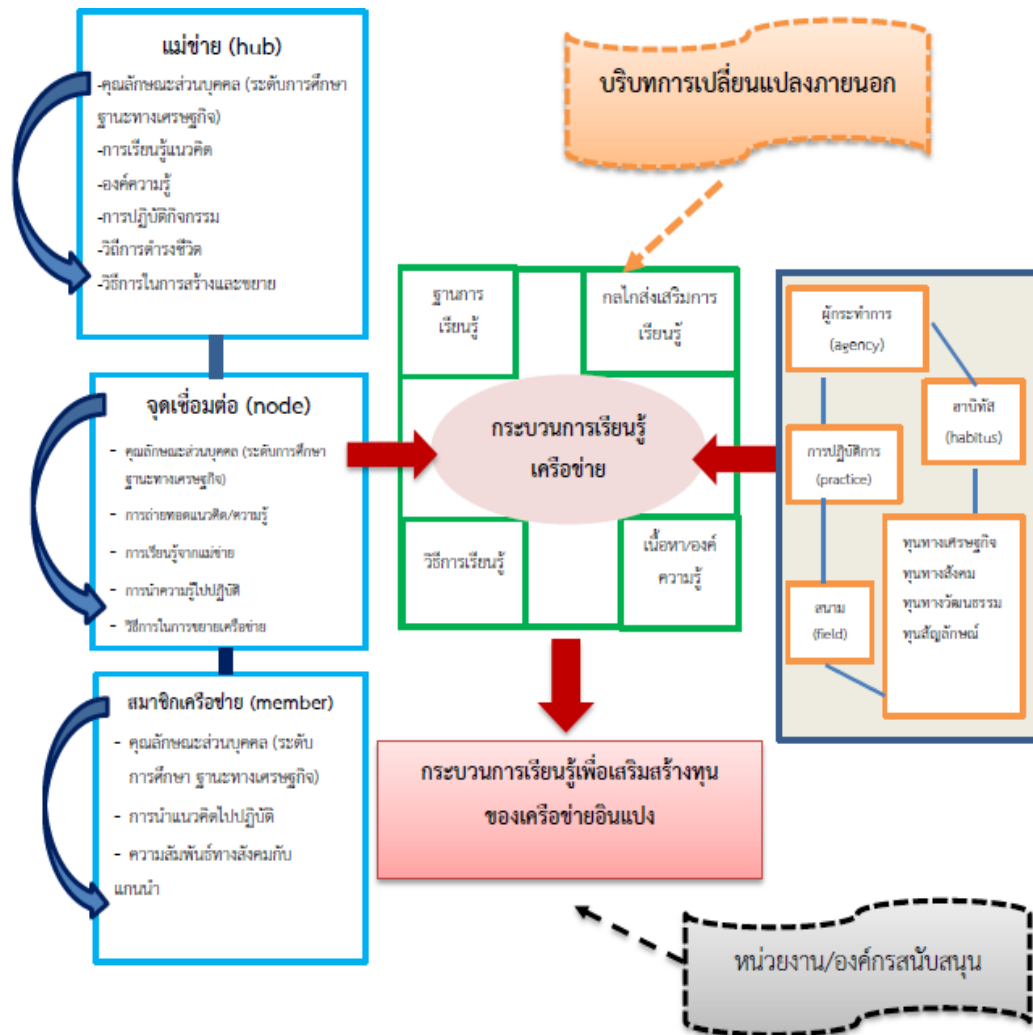 แม่ข่าย (hub)
-คุณลักษณะส่วนบุคคล (ระดับการศึกษา
ฐานะทางเศรษฐกิจ)
-การเรียนรู้แนวคิด
-องค์ความรู้
-การปฏิบัติกิจกรรม
-วิถีการดำรงชีวิต
-วิธีการในการสร้างและขยาย
จุดเชื่อมต่อ (node)
- คุณลักษณะส่วนบุคคล (ระดับการศึกษา
ฐานะทางเศรษฐกิจ)
- การถ่ายทอดแนวคิด/ความรู้
- การเรียนรู้จากแม่ข่าย
- การนำความรู้ไปปฏิบัติ
- วิธีการในการขยายเครือข่าย
สมาชิกเครือข่าย (member)
- คุณลักษณะส่วนบุคคล (ระดับ
การศึกษา ฐานะทางเศรษฐกิจ)
- การนำแนวคิดไปปฏิบัติ
- ความสัมพันธ์ทางสังคมกับ
แกนนำ
บริบทการเปลี่ยนแปลงภายนอก
ฐานการ
เรียนรู้
กลไกส่งเสริมการ
เรียนรู้
กระบวนการเรียนรู้
เครือข่าย
วิธีการเรียนรู้
เนื้อหา/องค์
ความรู้
กระบวนการเรียนรู้เพื่อเสริมสร้างทุน
ของเครือข่ายอินแปง
ผู้กระทำการ
(agency)
ฮาบิทัส
(habitus)
การปฏิบัติการ
(practice)
สนาม
(field)
ทุนทางเศรษฐกิจ
ทุนทางสังคม
ทุนทางวัฒนธรรม
ทุนสัญลักษณ์
หน่วยงาน/องค์กรสนับสนุน